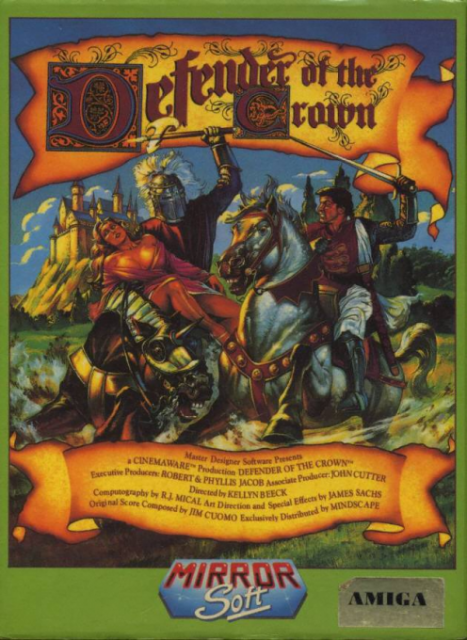 Defender of the
Crown
Master Designer Software Presents
a CINEMAWARE™ Production DEFENDER OF THE CROWN™
Executive Producers: ROBERT & PHYLLIS JACOB Associate Producer: JOHN CUTTER
Directed by KELLYN BEECK
Computography by R.J. MICAL Art Direction and Special Effects by JAMES SACHS
Original Score Composed by JIM CUOMO Exclusively Distributed by MINDSCAPE
MIRROR
Soft
AMIGA